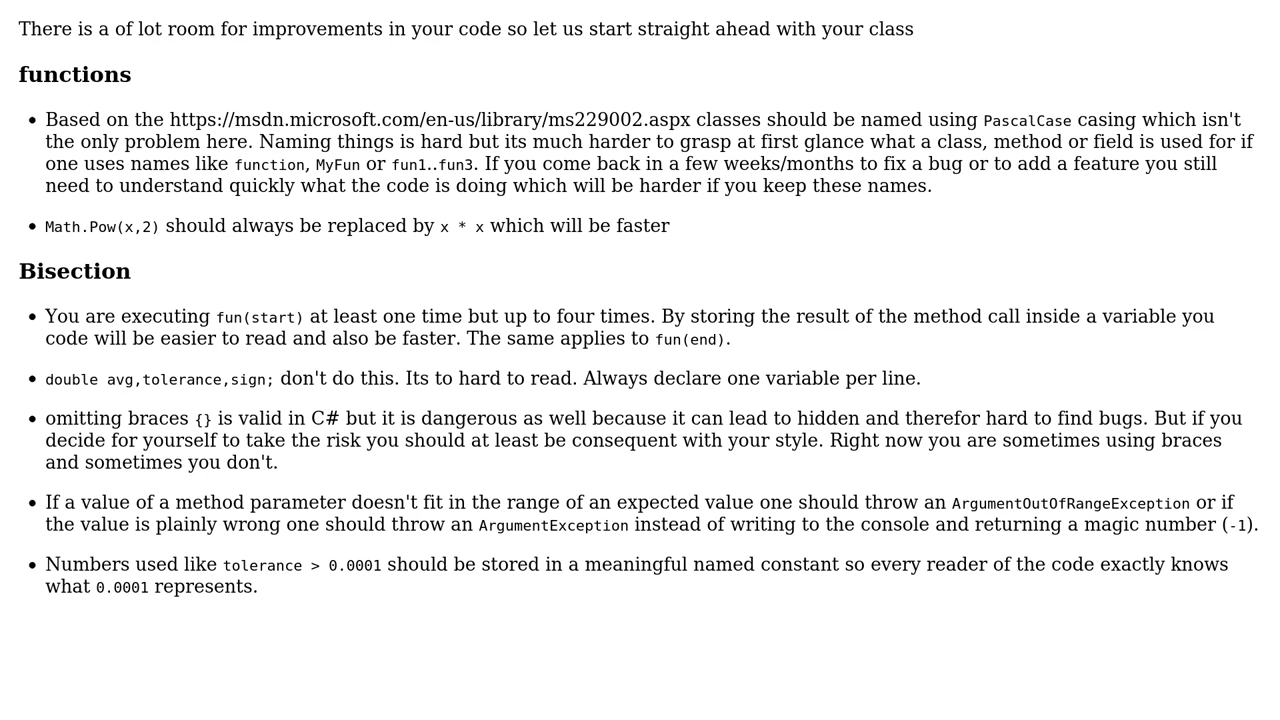 There is a of lot room for improvements in your code so let us start straight ahead with your class
functions
• Based on the https://msdn.microsoft.com/en-us/library/ms229002.aspx classes should be named using PascalCase casing which isn't
the only problem here. Naming things is hard but its much harder to grasp at first glance what a class, method or field is used for if
one uses names like function, MyFun or fun1..fun3. If you come back in a few weeks/months to fix a bug or to add a feature you still
need to understand quickly what the code is doing which will be harder if you keep these names.
• Math.Pow(x,2) should always be replaced by x * x which will be faster
Bisection
• You are executing fun(start) at least one time but up to four times. By storing the result of the method call inside a variable you
code will be easier to read and also be faster. The same applies to fun(end).
• double avg,tolerance,sign; don't do this. Its to hard to read. Always declare one variable per line.
• omitting braces {} is valid in C# but it is dangerous as well because it can lead to hidden and therefor hard to find bugs. But if you
decide for yourself to take the risk you should at least be consequent with your style. Right now you are sometimes using braces
and sometimes you don't.
• If a value of a method parameter doesn't fit in the range of an expected value one should throw an ArgumentOutOfRangeException or if
the value is plainly wrong one should throw an ArgumentException instead of writing to the console and returning a magic number (-1).
• Numbers used like tolerance > 0.0001 should be stored in a meaningful named constant so every reader of the code exactly knows
what 0.0001 represents.